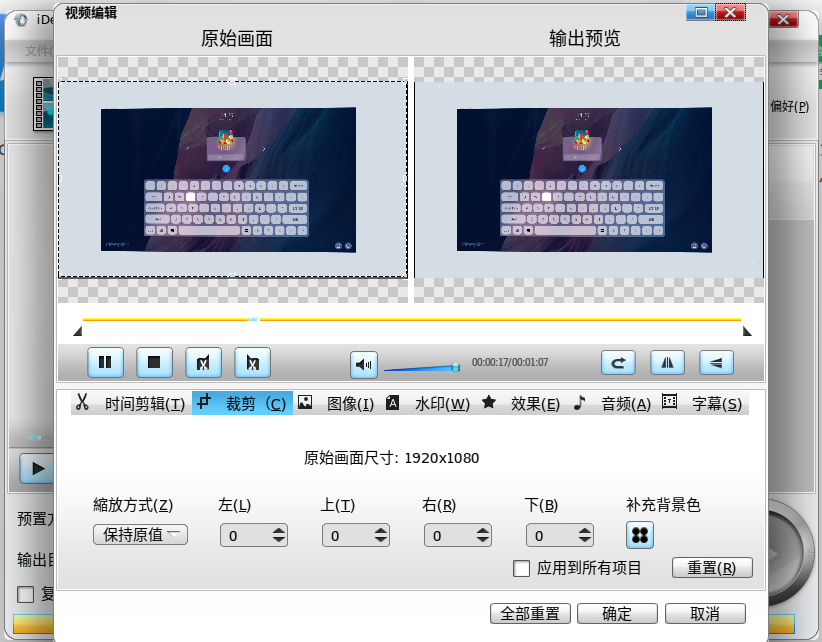 iDe
视频编辑
文件(
原始画面
输出预览
偏好(P)
deepin
deepin
00:00:17/00:01:07
时间剪辑(T)
裁剪（C)
图像(I)
水印(W)
效果(E)
音频(A)
字幕(S)
原始画面尺寸: 1920x1080
缩放方式(Z)
左(L)
上(T)
右(R)
下(B)
补充背景色
保持原值
0
0
0
0
应用到所有项目
重置(R)
全部重置
确定
取消
预置
输出
复